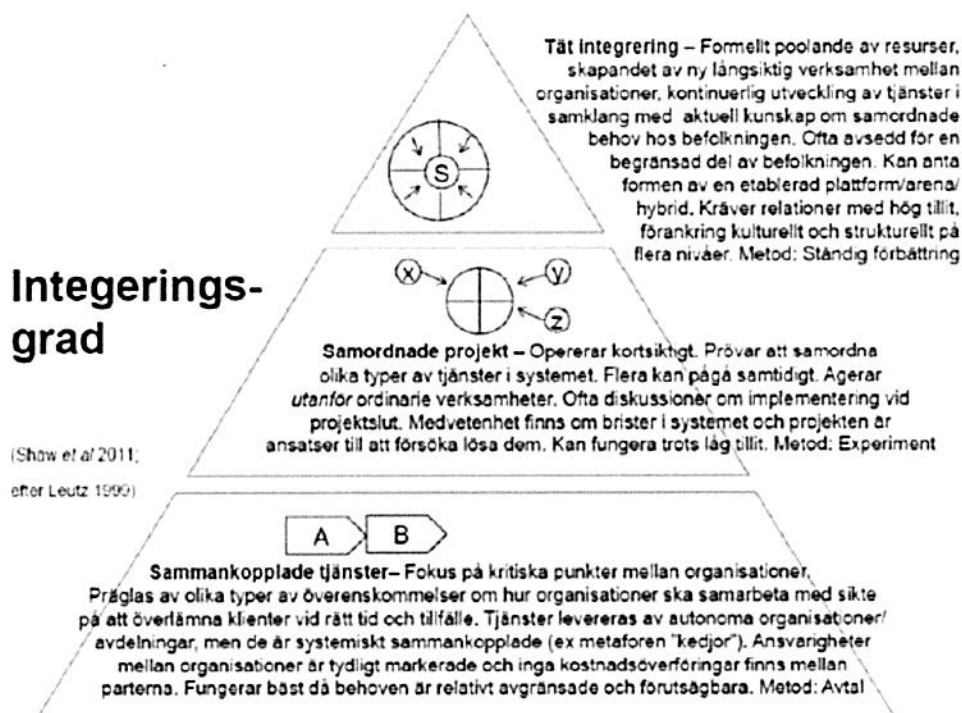 Tät integrering – Formellt poolande av resurser,
skapandet av ny långsiktig verksamhet mellan
organisationer, kontinuerlig utveckling av tjänster i
samklang med aktuell kunskap om samordnade
behov hos befolkningen. Ofta avsedd för en
begränsad del av befolkningen. Kan anta
formen av en etablerad plattform/arena/
hybrid. Kräver relationer med hög tillit,
förankring kulturellt och strukturellt på
flera nivåer. Metod: Ständig förbättring
S
Integerings-
grad
x
y
z
Samordnade projekt – Opererar kortsiktigt. Prövar att samordna
olika typer av tjänster i systemet. Flera kan pågå samtidigt. Agerar
utanför ordinarie verksamheter. Ofta diskussioner om implementering vid
projektslut. Medvetenhet finns om brister i systemet och projekten är
ansatser till att försöka lösa dem. Kan fungera trots låg tillit. Metod: Experiment
(Shaw et al 2011;
efter Leutz 1999)
A B
Sammankopplade tjänster– Fokus på kritiska punkter mellan organisationer.
Präglas av olika typer av överenskommelser om hur organisationer ska samarbeta med sikte
på att överlämna klienter vid rätt tid och tillfälle. Tjänster levereras av autonoma organisationer/
avdelningar, men de är systemiskt sammankopplade (ex metaforen "kedjor"). Ansvarigheter
mellan organisationer är tydligt markerade och inga kostnadsöverföringar finns mellan
parterna. Fungerar bäst då behoven är relativt avgränsade och förutsägbara. Metod: Avtal